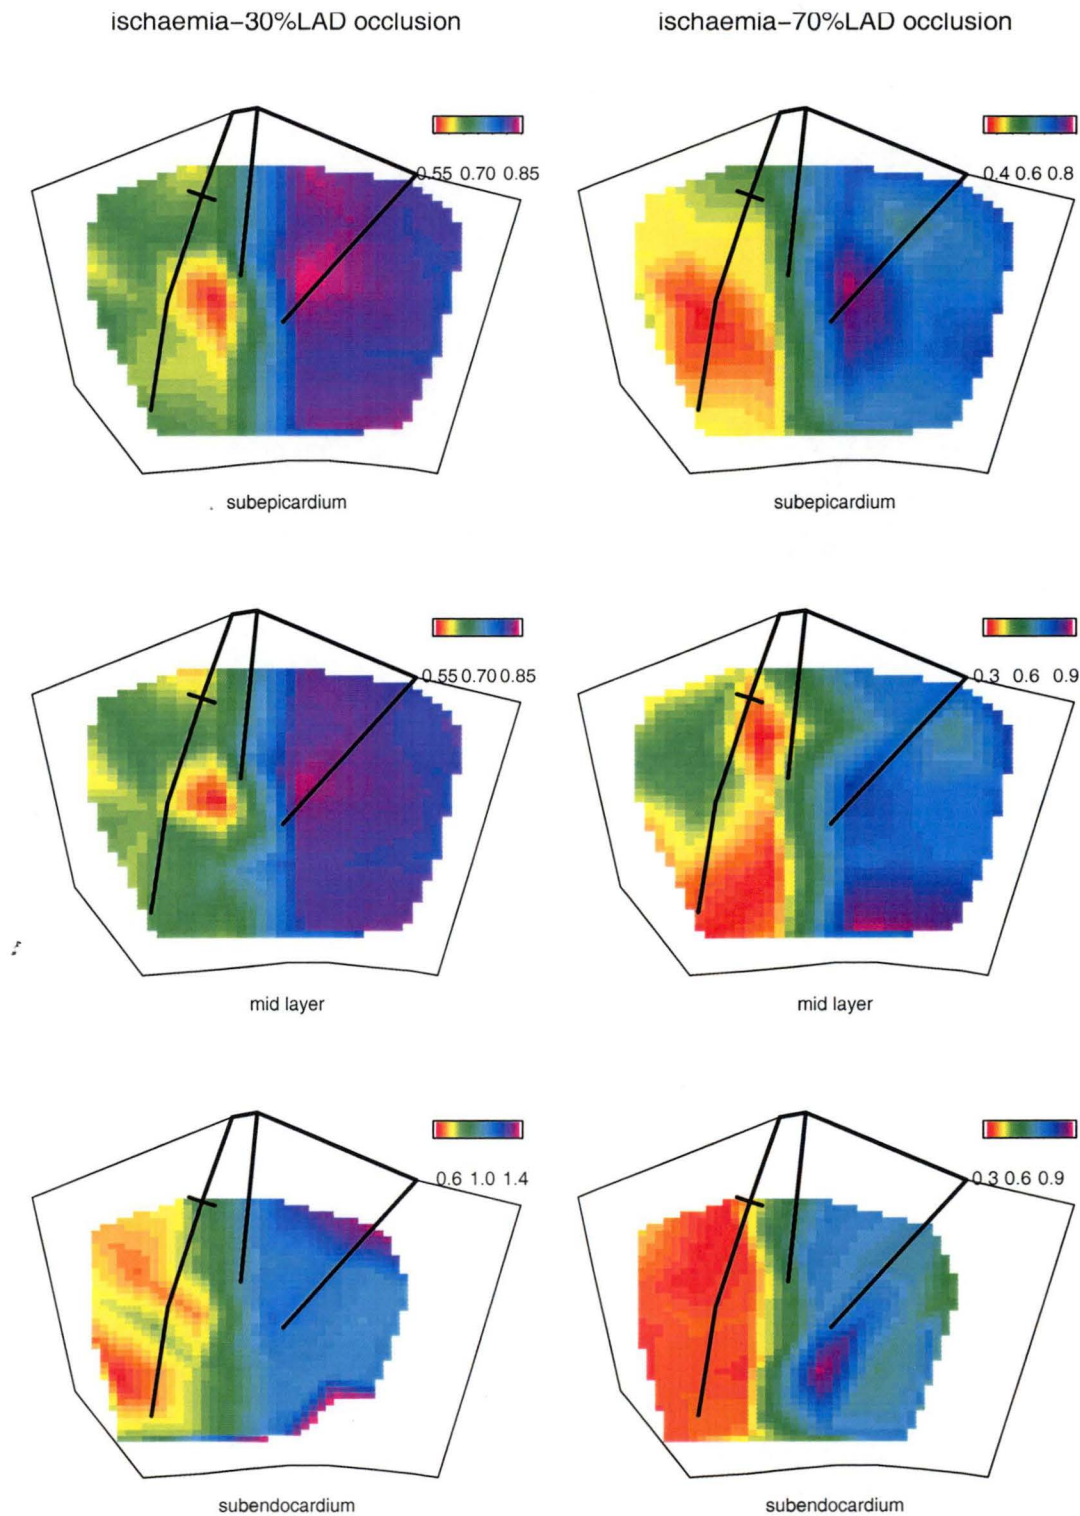 ischaemia–30%LAD occlusion ischaemia–70%LAD occlusion
0.55 0.70 0.85 0.4 0.6 0.8
subepicardium subepicardium
0.55 0.70 0.85 0.3 0.6 0.9
mid layer mid layer
0.6 1.0 1.4 0.3 0.6 0.9
subendocardium subendocardium